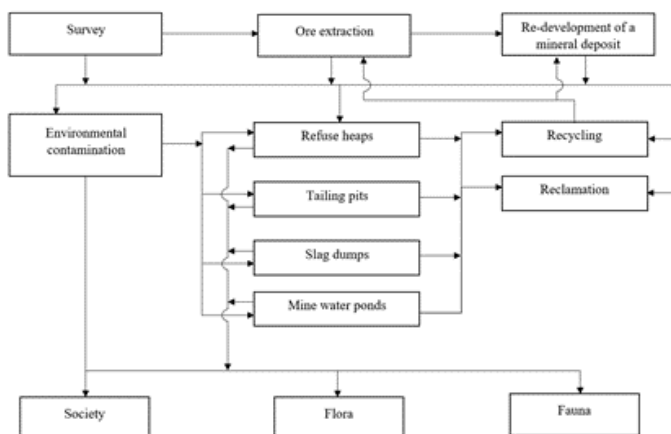 Survey
Ore extraction
Re-development of a
mineral deposit
Environmental
contamination
Refuse heaps
Recycling
Tailing pits
Reclamation
Slag dumps
Mine water ponds
Society
Flora
Fauna